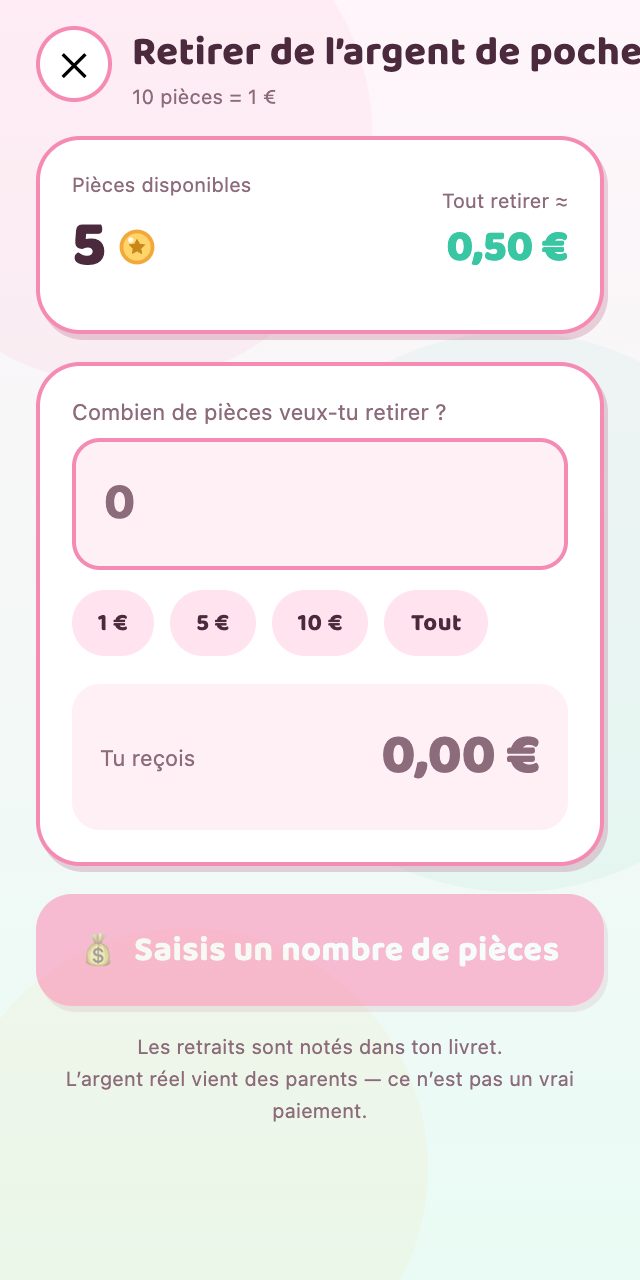 Retirer de l’argent de poche
10 pièces = 1 €
Pièces disponibles
5
Tout retirer ≈
0,50 €
Combien de pièces veux-tu retirer ?
0
1 €
5 €
10 €
Tout
Tu reçois
0,00 €
Saisis un nombre de pièces
Les retraits sont notés dans ton livret.
L’argent réel vient des parents — ce n’est pas un vrai
paiement.